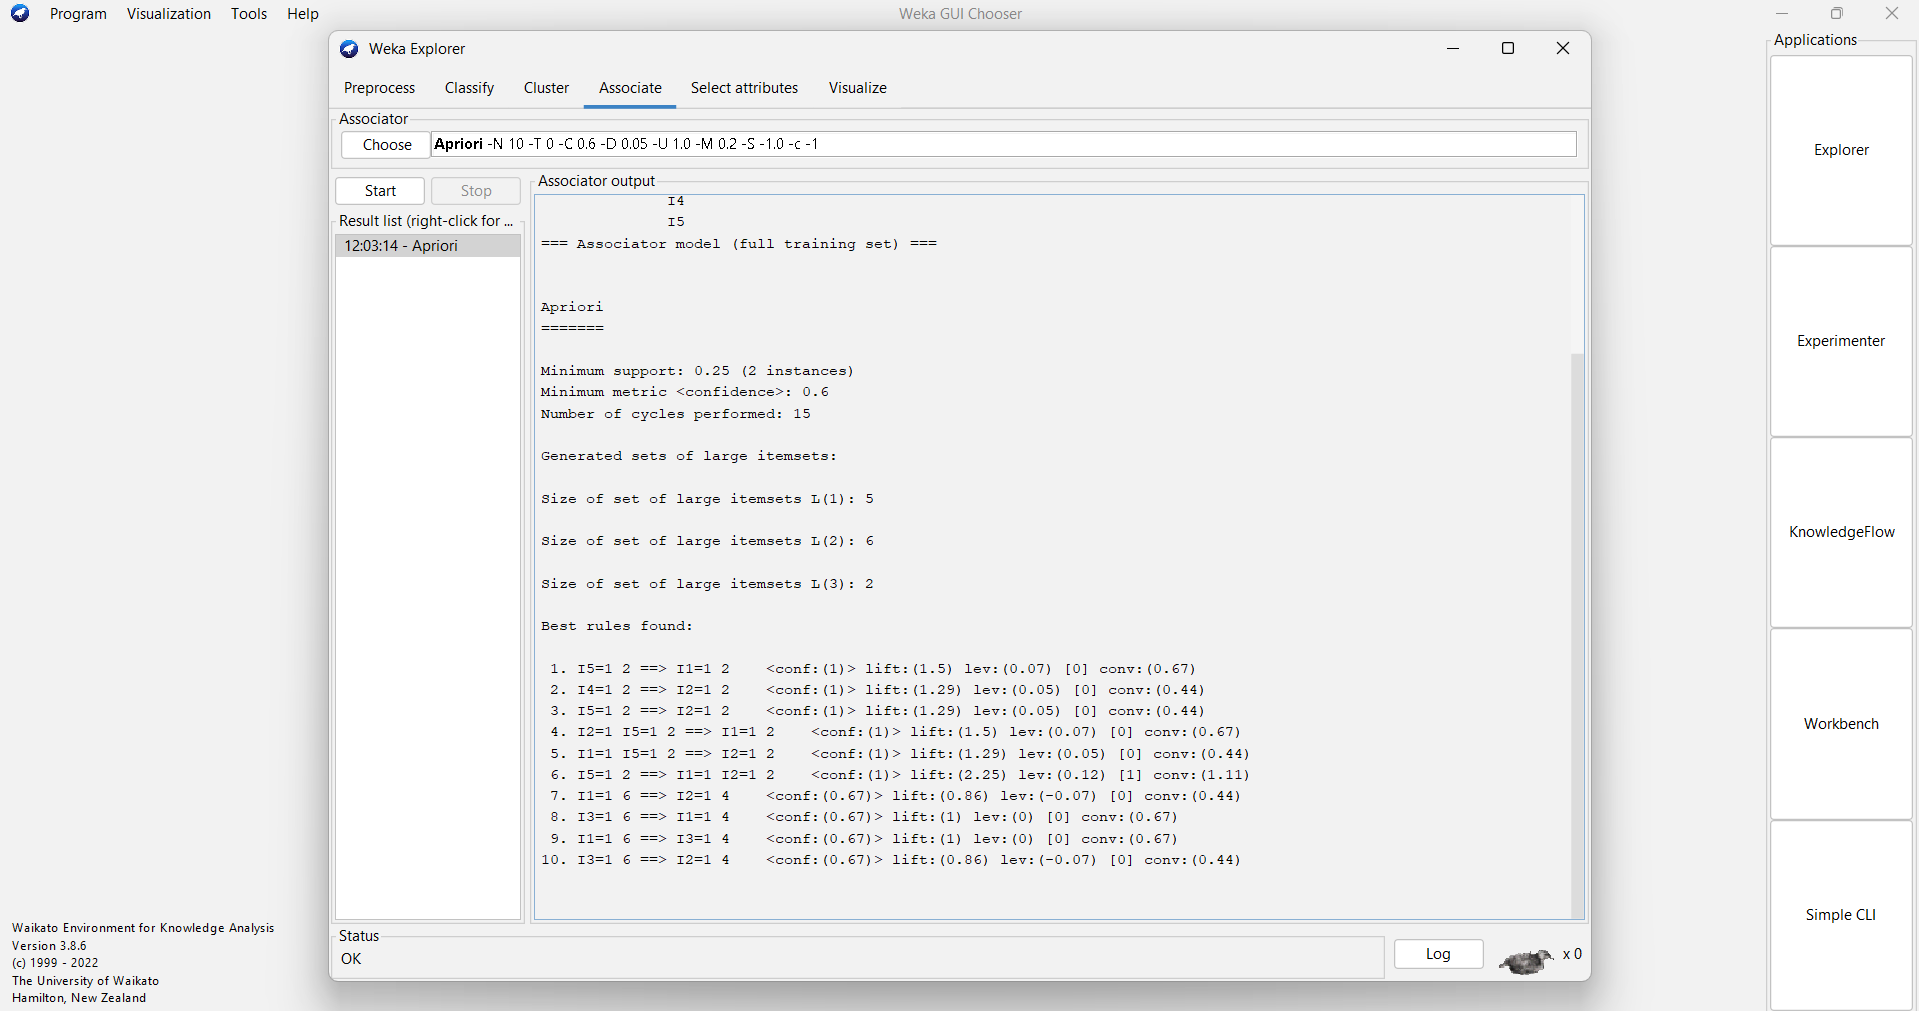 Program Visualization Tools Help
Weka GUI Chooser
Applications
Explorer
Experimenter
KnowledgeFlow
Workbench
Simple CLI
Weka Explorer
Preprocess Classify Cluster Associate Select attributes Visualize
Associator
Choose Apriori -N 10 -T 0 -C 0.6 -D 0.05 -U 1.0 -M 0.2 -S -1.0 -c -1
Start Stop
Result list (right-click for ...
12:03:14 - Apriori
Associator output
I4
I5
=== Associator model (full training set) ===
Apriori
=======
Minimum support: 0.25 (2 instances)
Minimum metric <confidence>: 0.6
Number of cycles performed: 15
Generated sets of large itemsets:
Size of set of large itemsets L(1): 5
Size of set of large itemsets L(2): 6
Size of set of large itemsets L(3): 2
Best rules found:
1. I5=1 2 ==> I1=1 2 <conf:(1)> lift:(1.5) lev:(0.07) [0] conv:(0.67)
2. I4=1 2 ==> I2=1 2 <conf:(1)> lift:(1.29) lev:(0.05) [0] conv:(0.44)
3. I5=1 2 ==> I2=1 2 <conf:(1)> lift:(1.29) lev:(0.05) [0] conv:(0.44)
4. I2=1 I5=1 2 ==> I1=1 2 <conf:(1)> lift:(1.5) lev:(0.07) [0] conv:(0.67)
5. I1=1 I5=1 2 ==> I2=1 2 <conf:(1)> lift:(1.29) lev:(0.05) [0] conv:(0.44)
6. I5=1 2 ==> I1=1 I2=1 2 <conf:(1)> lift:(2.25) lev:(0.12) [1] conv:(1.11)
7. I1=1 6 ==> I2=1 4 <conf:(0.67)> lift:(0.86) lev:(-0.07) [0] conv:(0.44)
8. I3=1 6 ==> I1=1 4 <conf:(0.67)> lift:(1) lev:(0) [0] conv:(0.67)
9. I1=1 6 ==> I3=1 4 <conf:(0.67)> lift:(1) lev:(0) [0] conv:(0.67)
10. I3=1 6 ==> I2=1 4 <conf:(0.67)> lift:(0.86) lev:(-0.07) [0] conv:(0.44)
Status
OK
Log
x 0
Waikato Environment for Knowledge Analysis
Version 3.8.6
(c) 1999 - 2022
The University of Waikato
Hamilton, New Zealand